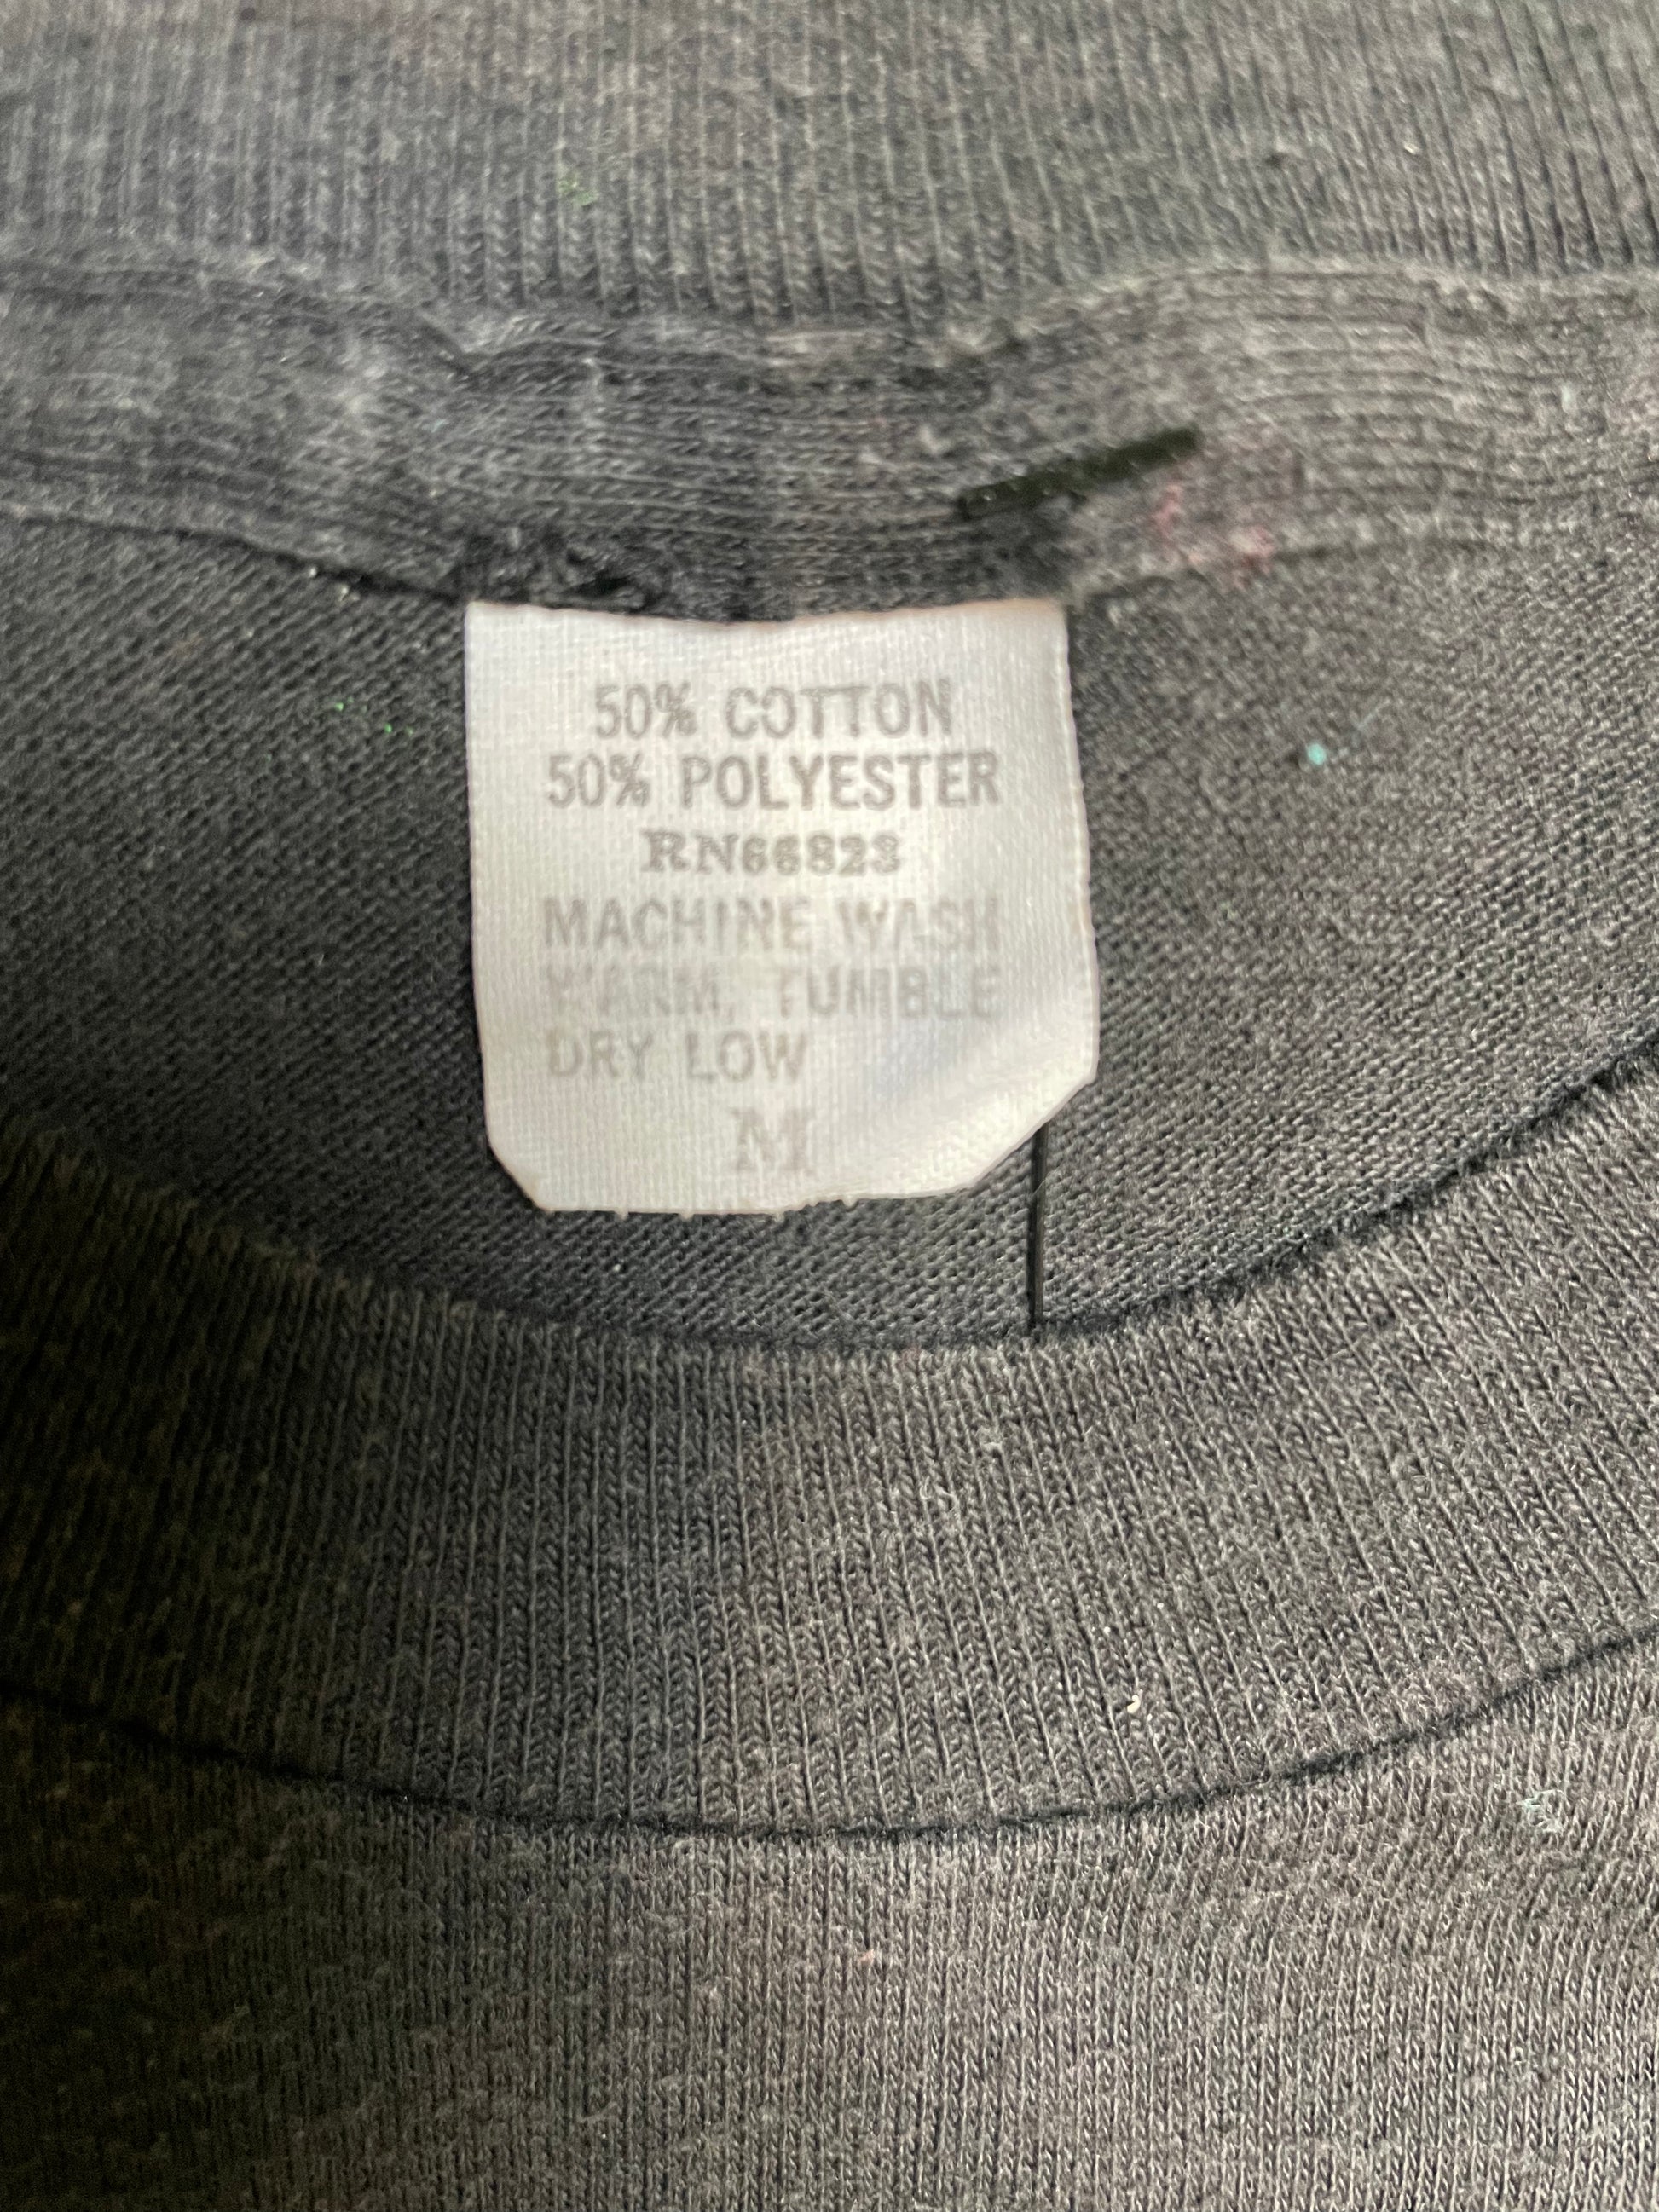 50% COTTON
50% POLYESTER
RN66823
MACHINE WASH
WARM, TUMBLE
DRY LOW
M